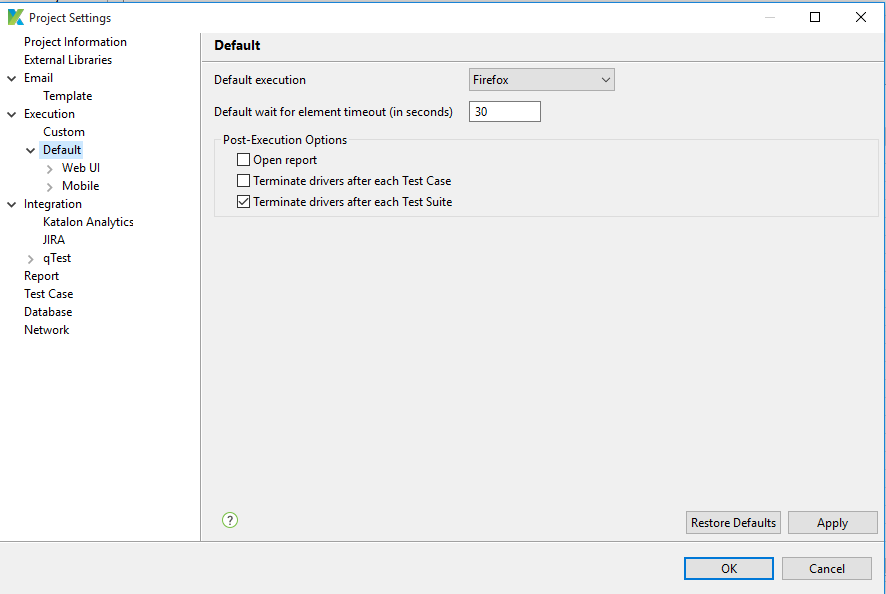 Project Settings
Project Information
External Libraries
Email
Template
Execution
Custom
Default
Web UI
Mobile
Integration
Katalon Analytics
JIRA
qTest
Report
Test Case
Database
Network
Default
Default execution
Firefox
Default wait for element timeout (in seconds)
30
Post-Execution Options
Open report
Terminate drivers after each Test Case
Terminate drivers after each Test Suite
?
Restore Defaults
Apply
OK
Cancel